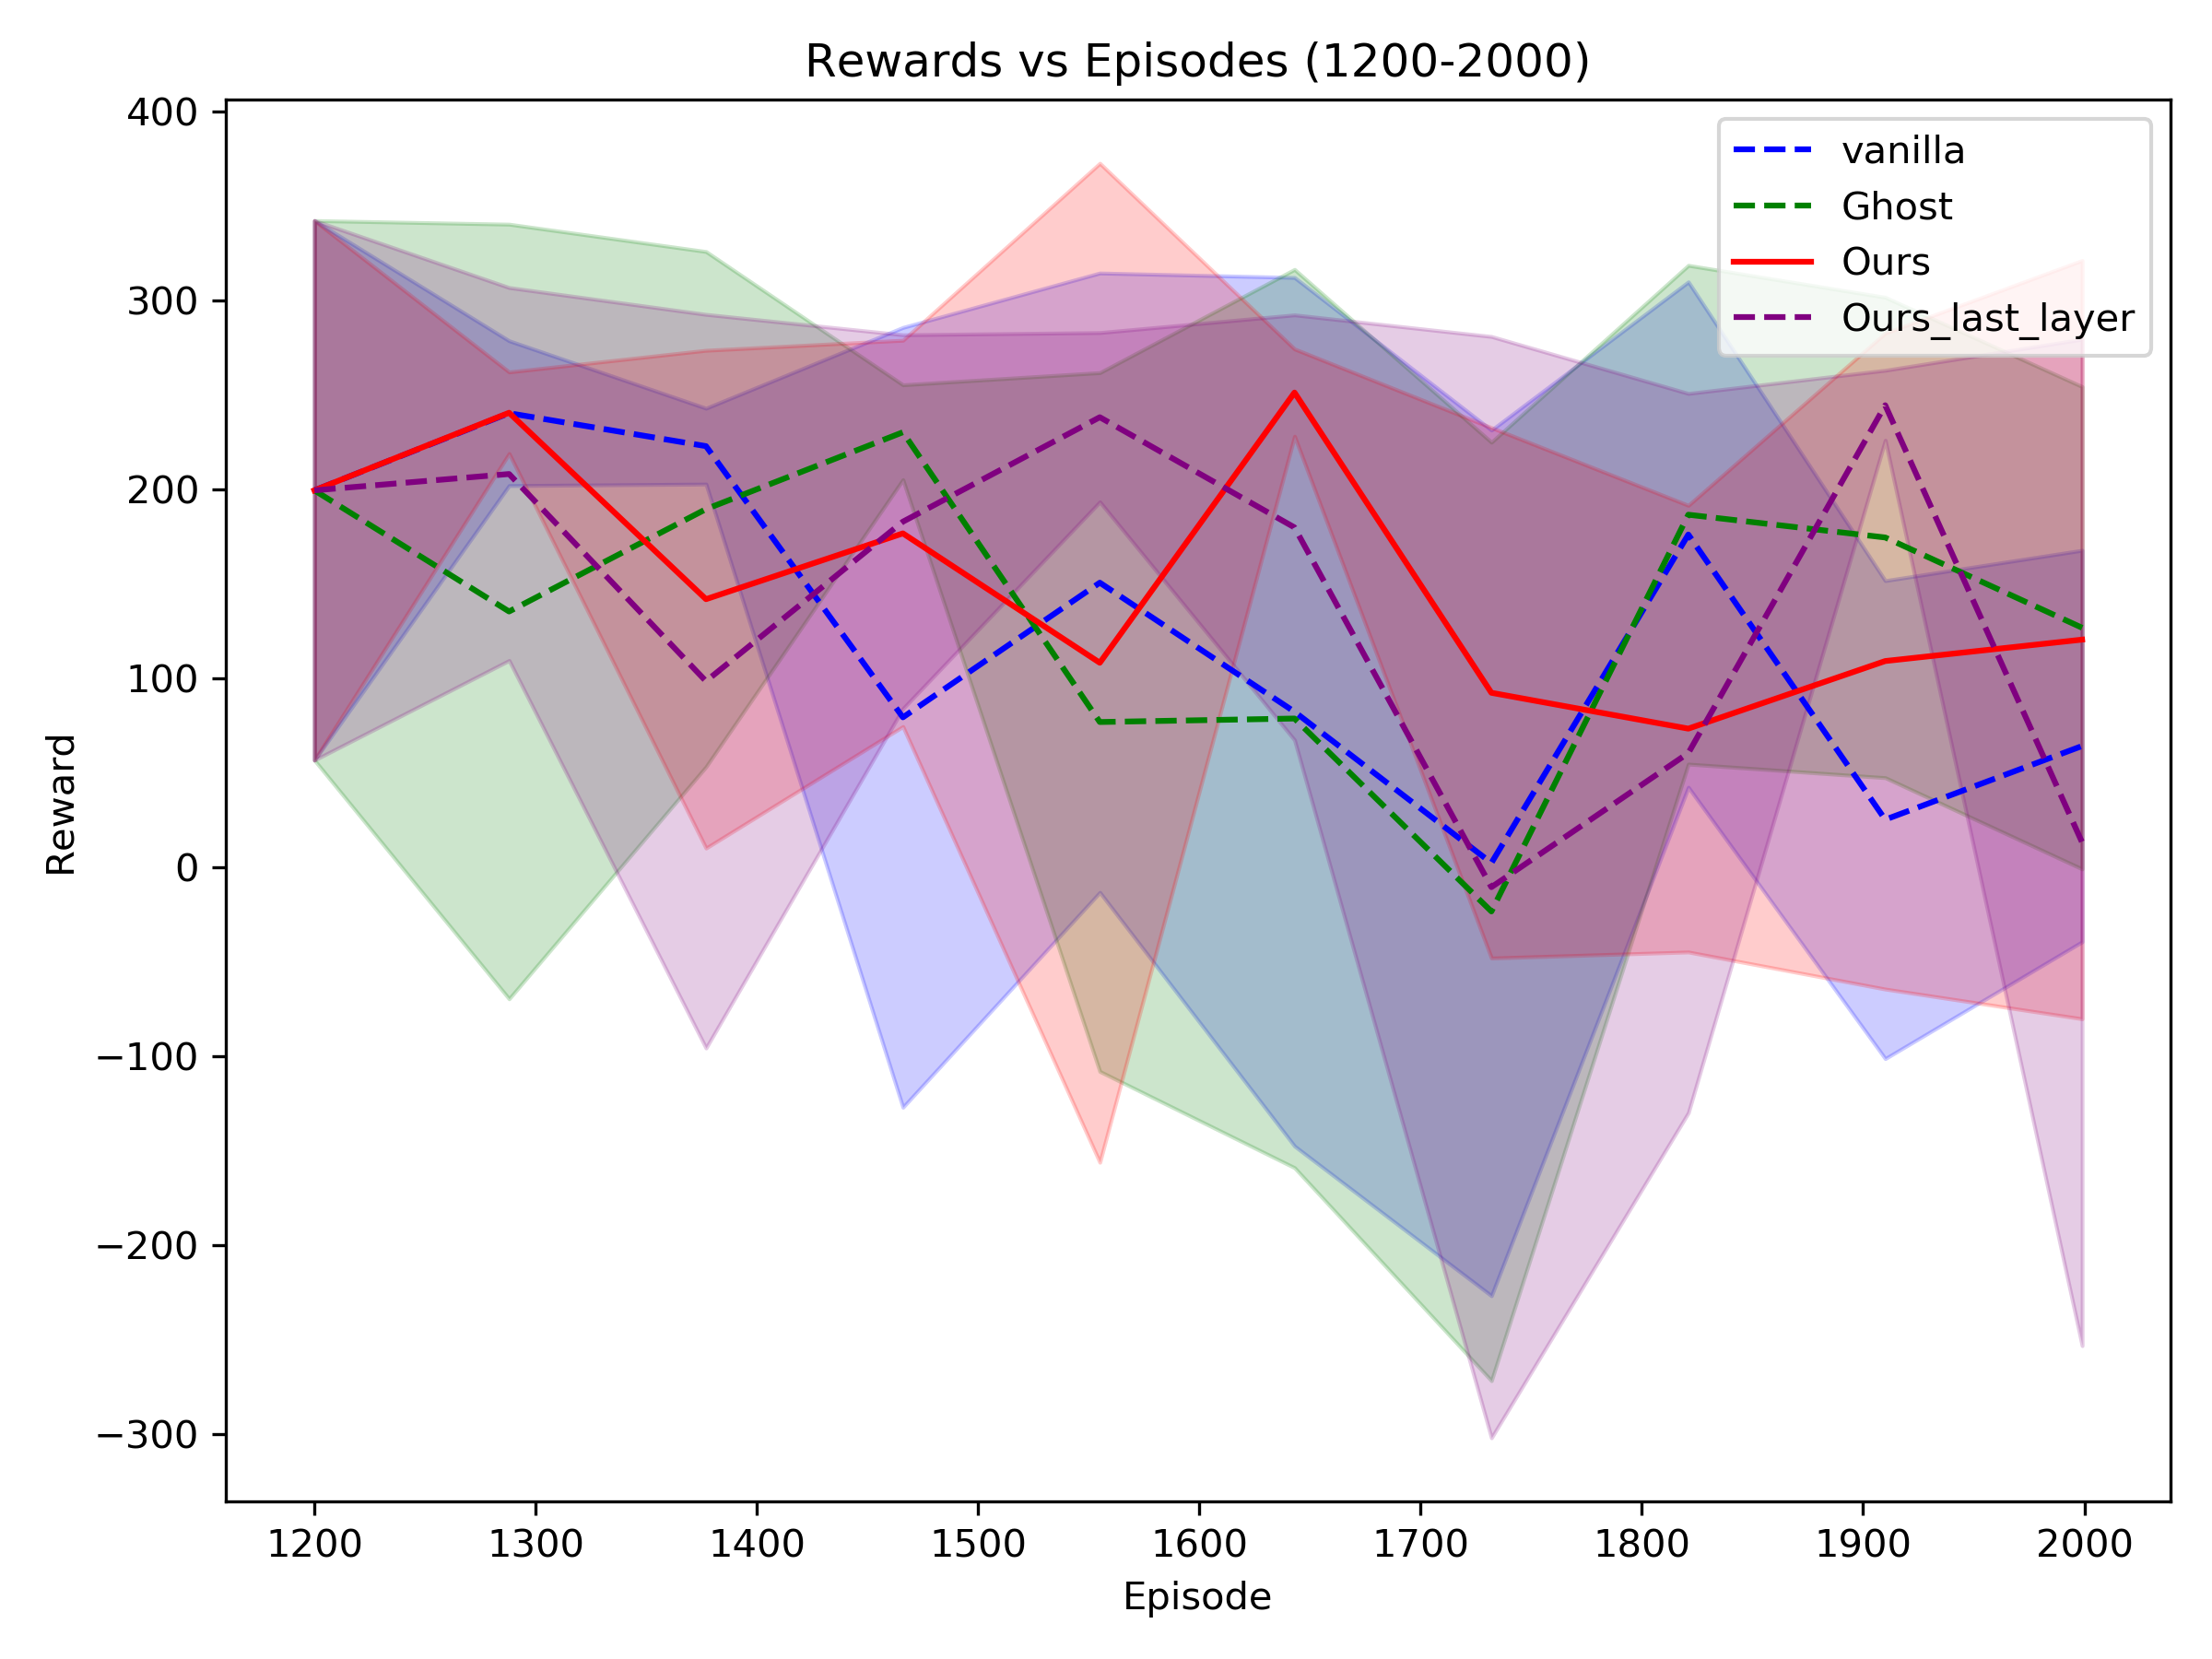 Rewards vs Episodes (1200-2000)
400
300
200
100
0
−100
−200
−300
Reward
vanilla
Ghost
Ours
Ours_last_layer
1200 1300 1400 1500 1600 1700 1800 1900 2000
Episode